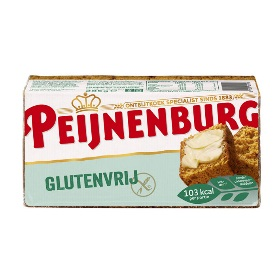 ONTBIJTKOEK SPECIALIST SINDS 1883
PEIJNENBURG
GLUTENVRIJ
103 kcal
per portie